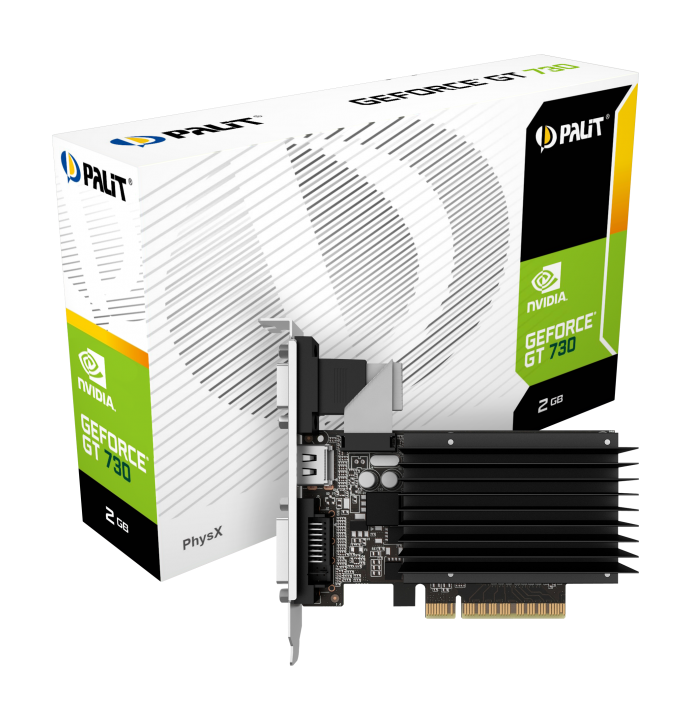 PALiT®
GEFORCE® GT 730
PALiT®
NVIDIA.
GEFORCE®
GT 730
2 GB
PhysX
PALiT®
NVIDIA.
GEFORCE®
GT 730
2 GB